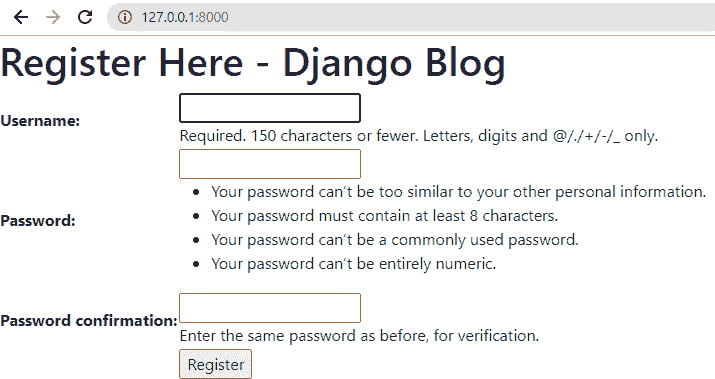 127.0.0.1:8000
Register Here - Django Blog
Username:
Required. 150 characters or fewer. Letters, digits and @/./+/-/_ only.
Password:
• Your password can't be too similar to your other personal information.
• Your password must contain at least 8 characters.
• Your password can't be a commonly used password.
• Your password can't be entirely numeric.
Password confirmation:
Enter the same password as before, for verification.
Register